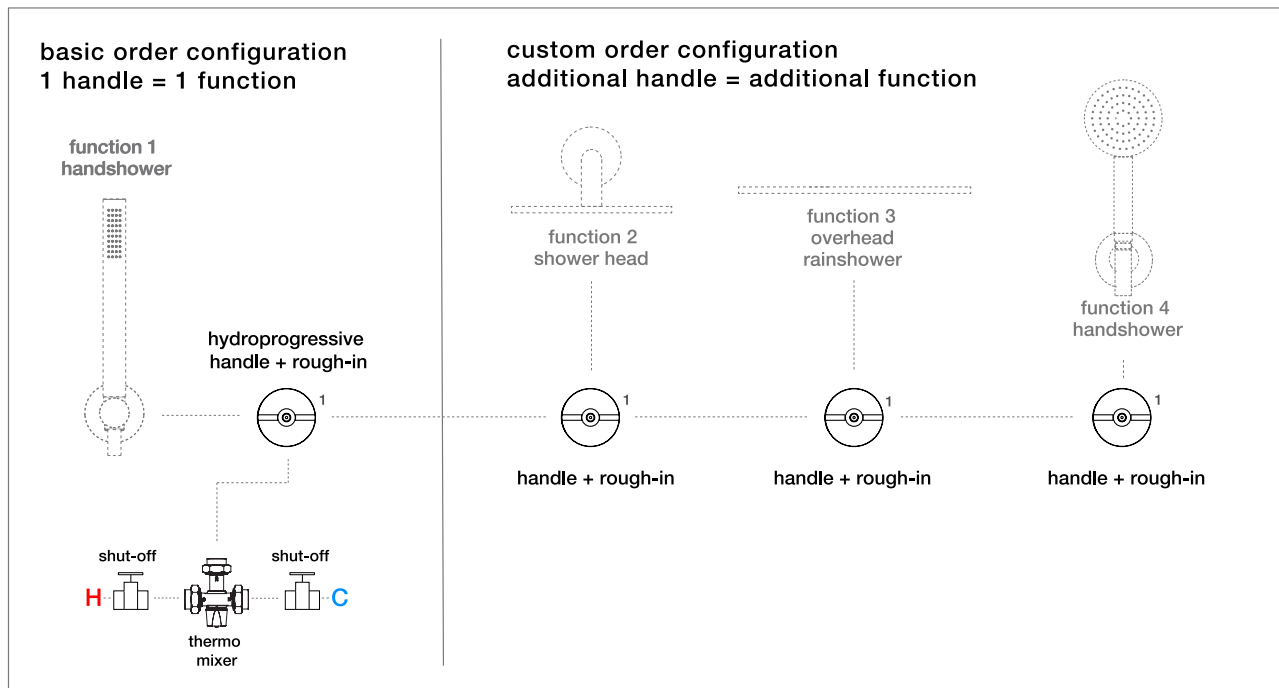 basic order configuration
1 handle = 1 function
function 1
handshower
hydroprogressive
handle + rough-in
1
shut-off
shut-off
H
C
thermo
mixer
custom order configuration
additional handle = additional function
function 2
shower head
function 3
overhead
rainshower
function 4
handshower
1
1
1
handle + rough-in
handle + rough-in
handle + rough-in